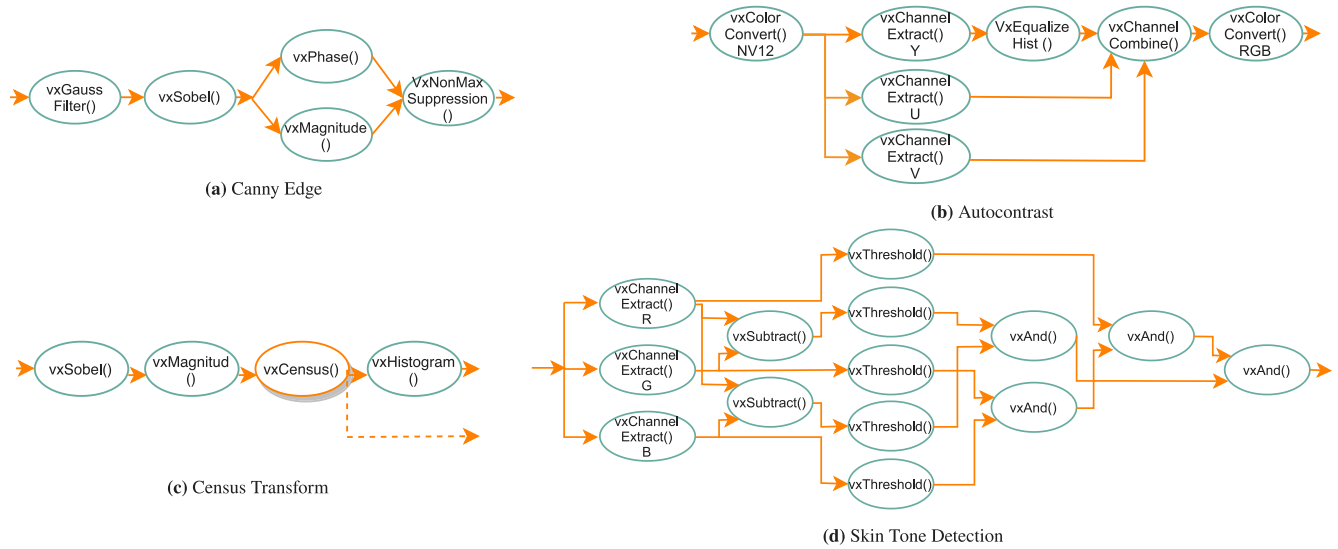 vxGauss
Filter()
vxSobel()
vxPhase()
vxMagnitude
()
VxNonMax
Suppression
()
(a) Canny Edge
vxColor
Convert()
NV12
vxChannel
Extract()
Y
VxEqualize
Hist ()
vxChannel
Combine()
vxColor
Convert()
RGB
vxChannel
Extract()
U
vxChannel
Extract()
V
(b) Autocontrast
vxSobel()
vxMagnitud
()
vxCensus()
vxHistogram
()
(c) Census Transform
vxChannel
Extract()
R
vxChannel
Extract()
G
vxChannel
Extract()
B
vxSubtract()
vxSubtract()
vxThreshold()
vxThreshold()
vxThreshold()
vxThreshold()
vxThreshold()
vxAnd()
vxAnd()
vxAnd()
vxAnd()
(d) Skin Tone Detection